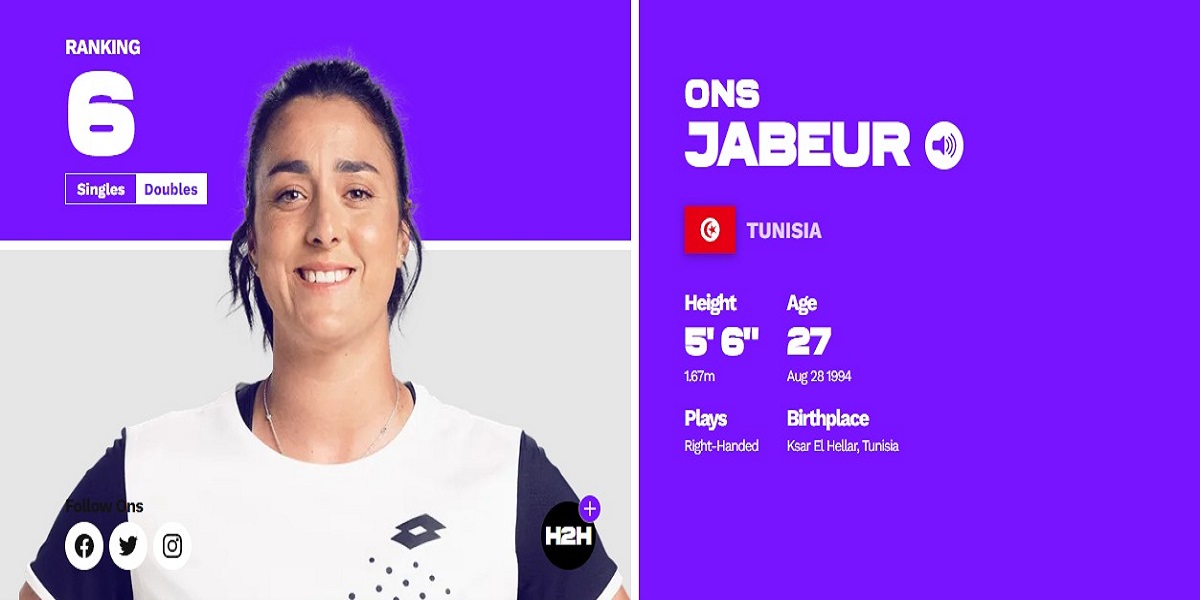 RANKING
6
Singles Doubles
Follow Ons
H2H
ONS
JABEUR
TUNISIA
Height Age
5' 6" 27
1.67m Aug 28 1994
Plays Birthplace
Right-Handed Ksar El Hellar, Tunisia